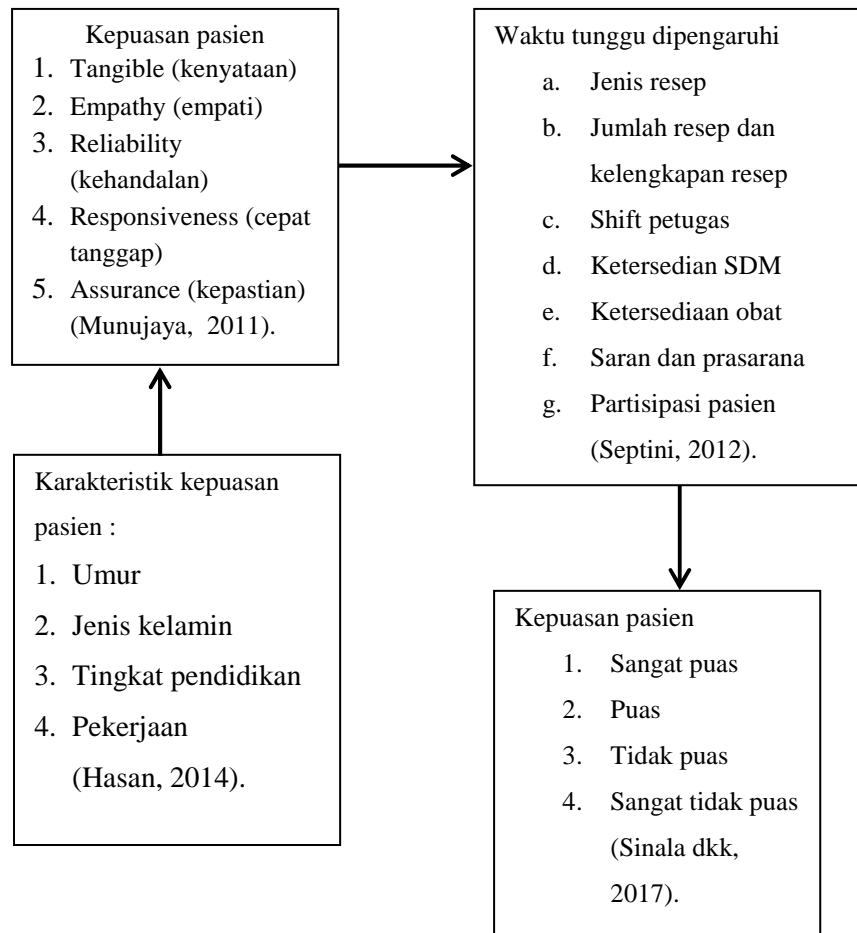 Kepuasan pasien
1. Tangible (kenyataan)
2. Empathy (empati)
3. Reliability
(kehandalan)
4. Responsiveness (cepat
tanggap)
5. Assurance (kepastian)
(Munujaya, 2011).
Waktu tunggu dipengaruhi
a. Jenis resep
b. Jumlah resep dan
kelengkapan resep
c. Shift petugas
d. Ketersedian SDM
e. Ketersediaan obat
f. Saran dan prasarana
g. Partisipasi pasien
(Septini, 2012).
Karakteristik kepuasan
pasien :
1. Umur
2. Jenis kelamin
3. Tingkat pendidikan
4. Pekerjaan
(Hasan, 2014).
Kepuasan pasien
1. Sangat puas
2. Puas
3. Tidak puas
4. Sangat tidak puas
(Sinala dkk,
2017).